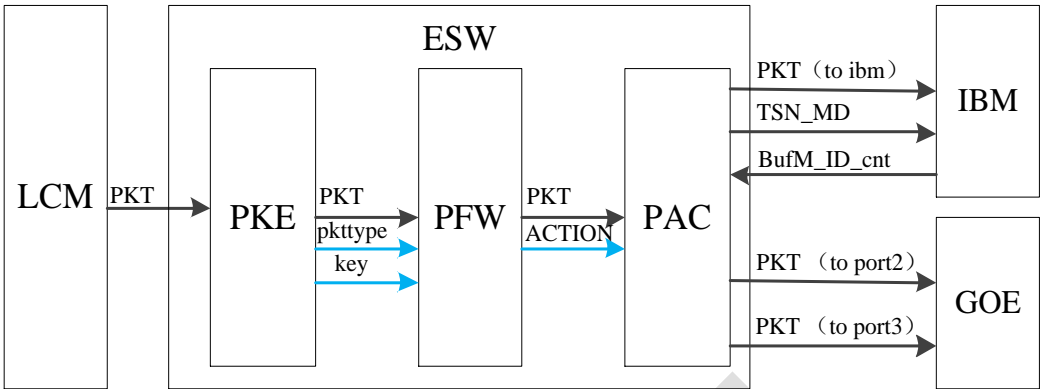 ESW
LCM
PKT
PKE
PKT
pkttype
key
PFW
PKT
ACTION
PAC
PKT（to ibm）
TSN_MD
BufM_ID_cnt
IBM
PKT （to port2）
PKT （to port3）
GOE